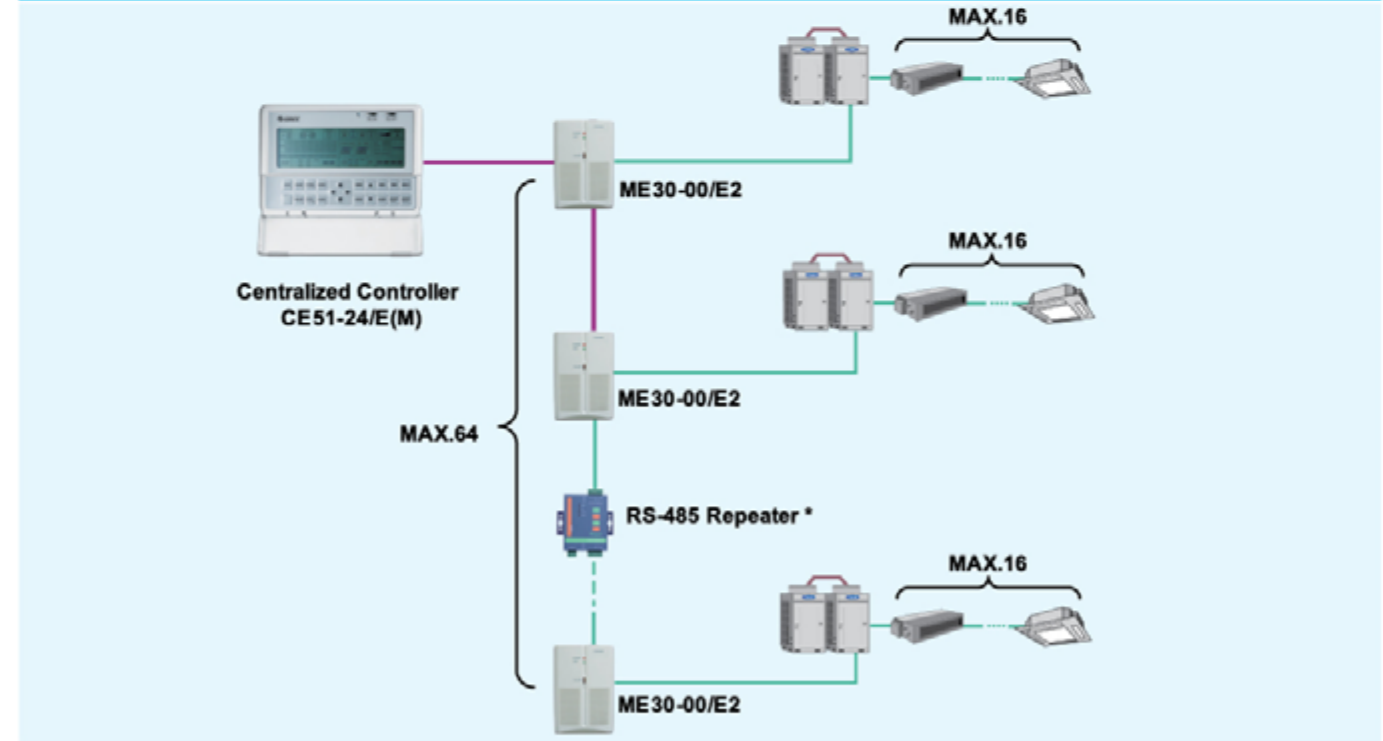 MAX.16
ME30-00/E2
Centralized Controller
CE51-24/E(M)
MAX.16
ME30-00/E2
MAX.64
RS-485 Repeater *
MAX.16
ME30-00/E2